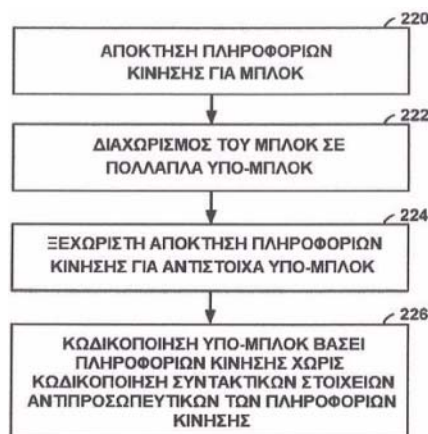 220
ΑΠΟΚΤΗΣΗ ΠΛΗΡΟΦΟΡΙΩΝ
ΚΙΝΗΣΗΣ ΓΙΑ ΜΠΛΟΚ
222
ΔΙΑΧΩΡΙΣΜΟΣ ΤΟΥ ΜΠΛΟΚ ΣΕ
ΠΟΛΛΑΠΛΑ ΥΠΟ-ΜΠΛΟΚ
224
ΞΕΧΩΡΙΣΤΗ ΑΠΟΚΤΗΣΗ ΠΛΗΡΟΦΟΡΙΩΝ
ΚΙΝΗΣΗΣ ΓΙΑ ΑΝΤΙΣΤΟΙΧΑ ΥΠΟ-ΜΠΛΟΚ
226
ΚΩΔΙΚΟΠΟΙΗΣΗ ΥΠΟ-ΜΠΛΟΚ ΒΑΣΕΙ
ΠΛΗΡΟΦΟΡΙΩΝ ΚΙΝΗΣΗΣ ΧΩΡΙΣ
ΚΩΔΙΚΟΠΟΙΗΣΗ ΣΥΝΤΑΚΤΙΚΩΝ ΣΤΟΙΧΕΙΩΝ
ΑΝΤΙΠΡΟΣΩΠΕΥΤΙΚΩΝ ΤΩΝ ΠΛΗΡΟΦΟΡΙΩΝ
ΚΙΝΗΣΗΣ